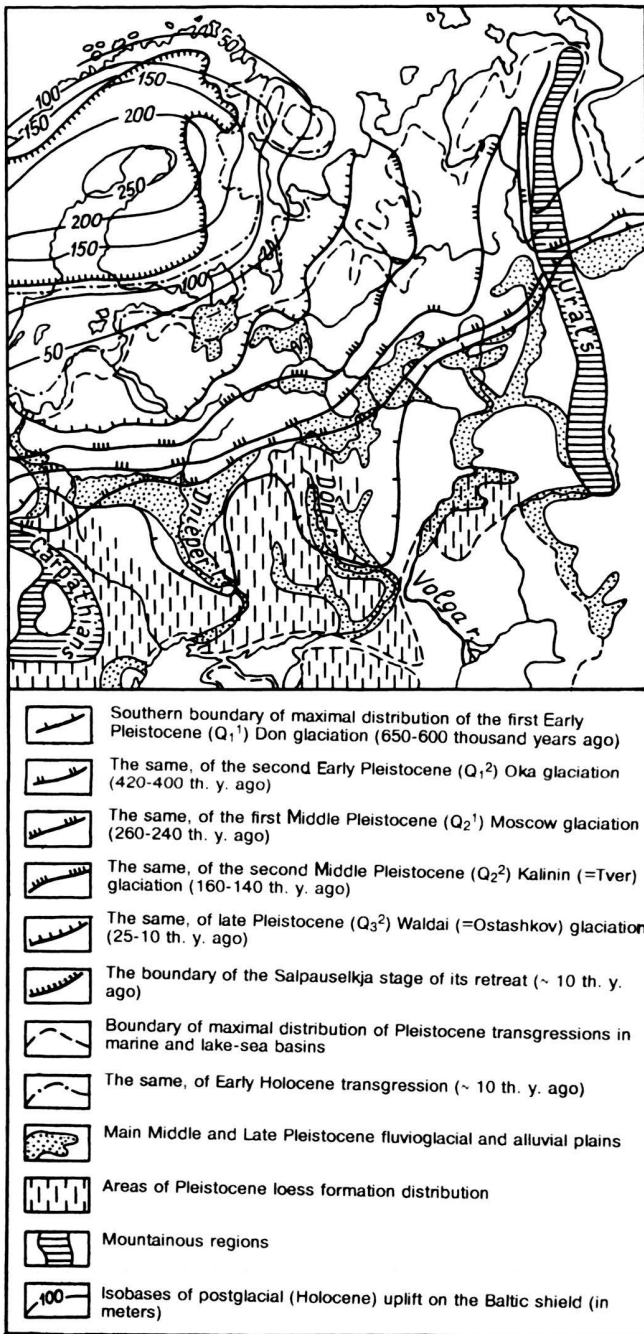 50
100
150
150
200
250
200
150
100
50
Urals
Dnieper
Don r.
Volga r.
Carpathians
Southern boundary of maximal distribution of the first Early
Pleistocene (Q₁¹) Don glaciation (650-600 thousand years ago)
The same, of the second Early Pleistocene (Q₁²) Oka glaciation
(420-400 th. y. ago)
The same, of the first Middle Pleistocene (Q₂¹) Moscow glaciation
(260-240 th. y. ago)
The same, of the second Middle Pleistocene (Q₂²) Kalinin (=Tver)
glaciation (160-140 th. y. ago)
The same, of late Pleistocene (Q₃²) Waldai (=Ostashkov) glaciation
(25-10 th. y. ago)
The boundary of the Salpauselkja stage of its retreat (~ 10 th. y.
ago)
Boundary of maximal distribution of Pleistocene transgressions in
marine and lake-sea basins
The same, of Early Holocene transgression (~ 10 th. y. ago)
Main Middle and Late Pleistocene fluvioglacial and alluvial plains
Areas of Pleistocene loess formation distribution
Mountainous regions
100
Isobases of postglacial (Holocene) uplift on the Baltic shield (in
meters)